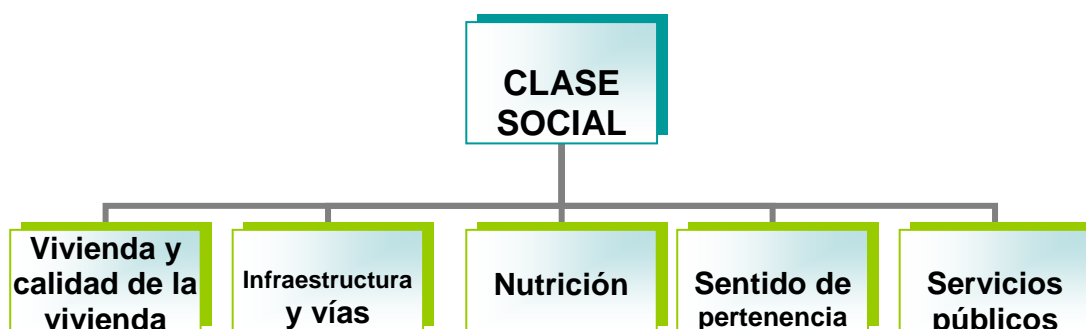 CLASE
SOCIAL
Vivienda y
calidad de la
vivienda
Infraestructura
y vías
Nutrición
Sentido de
pertenencia
Servicios
públicos